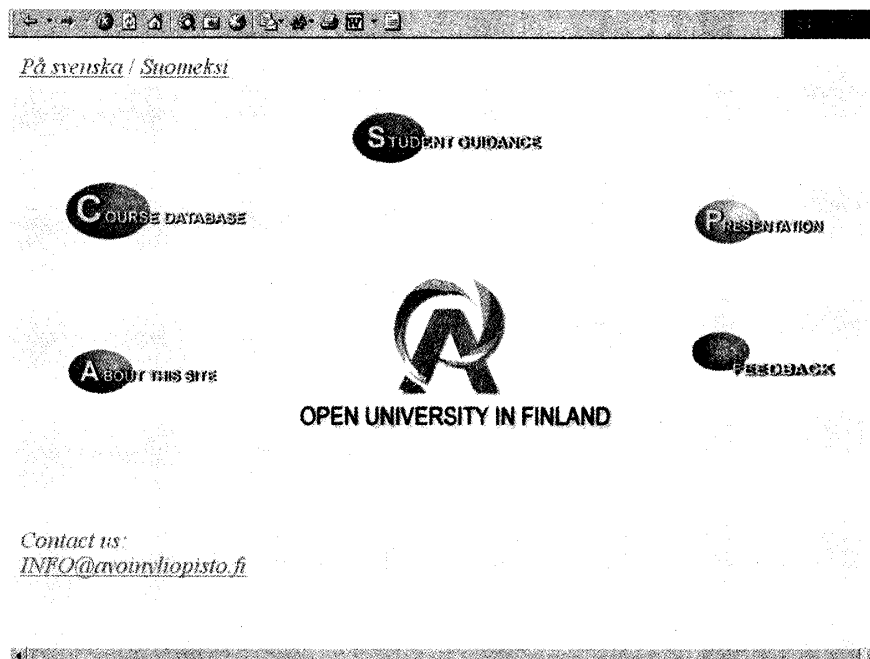 På svenska / Suomeksi
STUDENT GUIDANCE
COURSE DATABASE
PRESENTATION
ABOUT THIS SITE
FEEDBACK
OPEN UNIVERSITY IN FINLAND
Contact us:
INFO@avoinyliopisto.fi